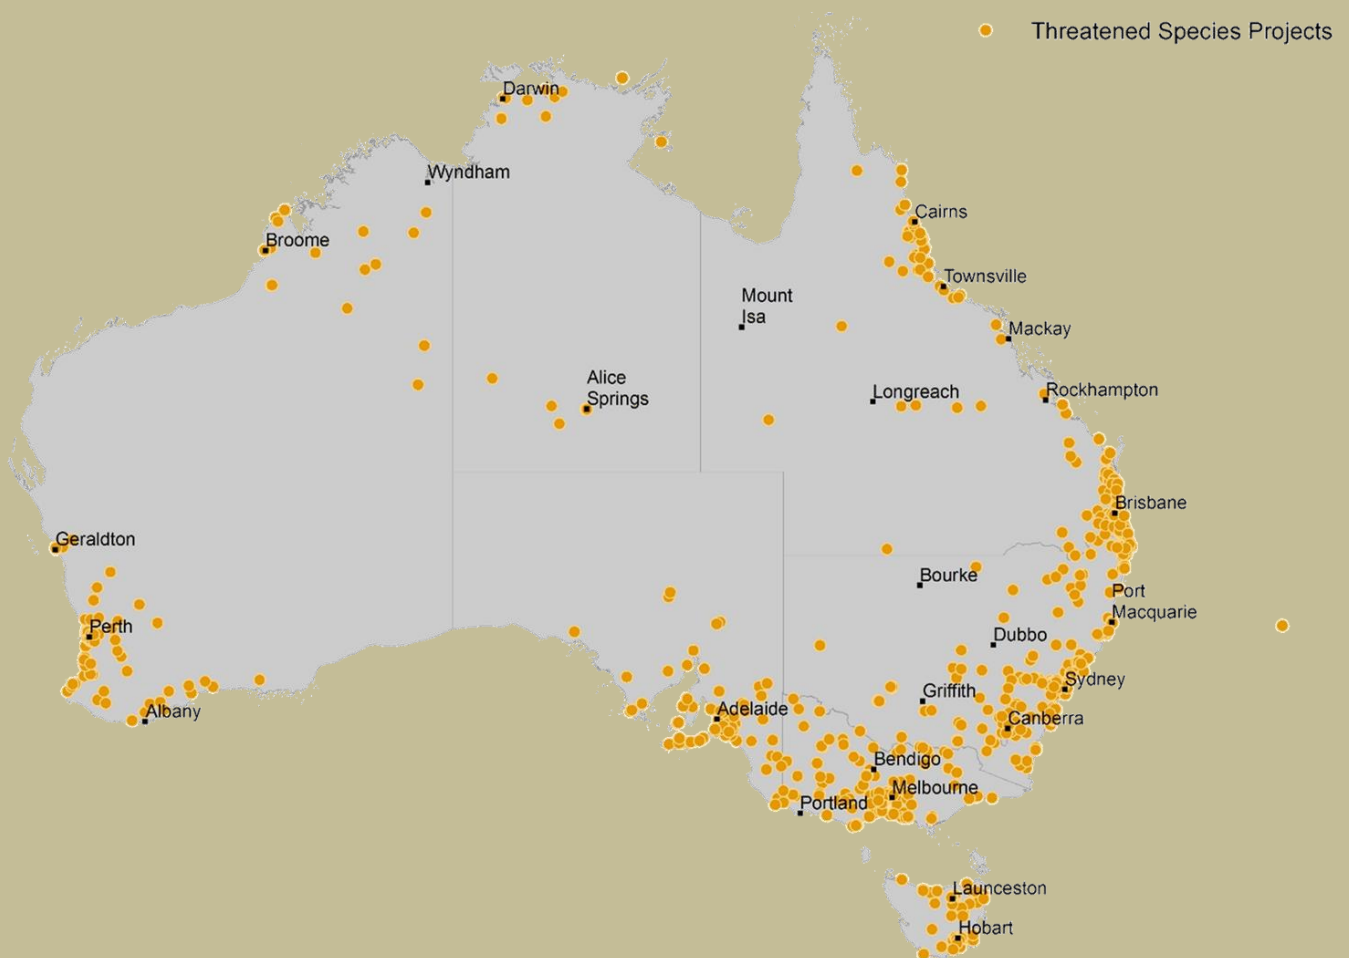 Threatened Species Projects
Darwin
Wyndham
Cairns
Broome
Townsville
Mount
Isa
Mackay
Alice
Springs
Longreach
Rockhampton
Brisbane
Geraldton
Bourke
Port
Macquarie
Perth
Dubbo
Sydney
Griffith
Albany
Adelaide
Canberra
Bendigo
Melbourne
Portland
Launceston
Hobart